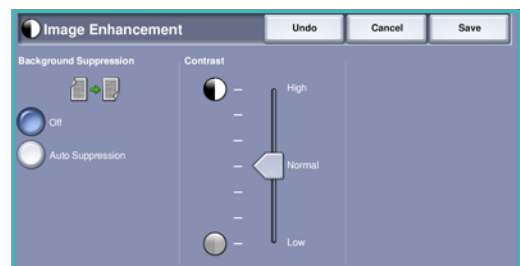 Image Enhancement
Undo
Cancel
Save
Background Suppression
Off
Auto Suppression
Contrast
High
Normal
Low